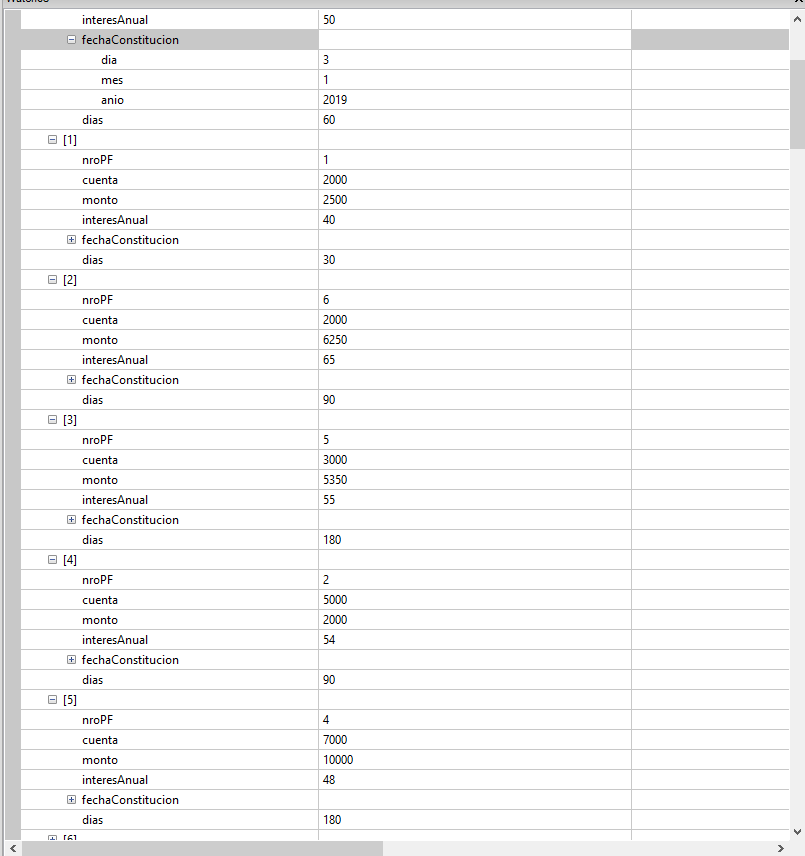 interesAnual 50
fechaConstitucion
dia 3
mes 1
anio 2019
dias 60
[1]
nroPF 1
cuenta 2000
monto 2500
interesAnual 40
fechaConstitucion
dias 30
[2]
nroPF 6
cuenta 2000
monto 6250
interesAnual 65
fechaConstitucion
dias 90
[3]
nroPF 5
cuenta 3000
monto 5350
interesAnual 55
fechaConstitucion
dias 180
[4]
nroPF 2
cuenta 5000
monto 2000
interesAnual 54
fechaConstitucion
dias 90
[5]
nroPF 4
cuenta 7000
monto 10000
interesAnual 48
fechaConstitucion
dias 180
[6]